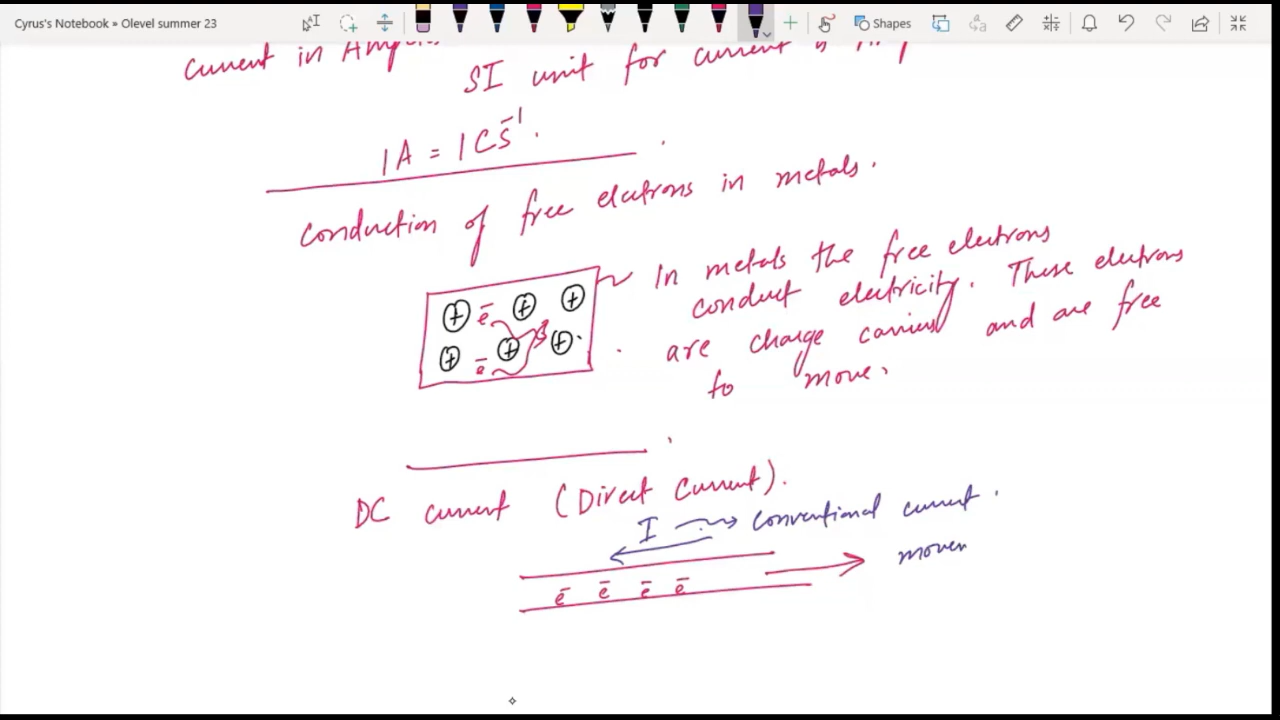 Cyrus's Notebook » Olevel summer 23
Shapes
current in
SI unit for current is
1A = 1Cs⁻¹.
conduction of free electrons in metals.
In metals the free electrons
conduct electricity. These electrons
are charge carriers and are free
to move.
+ e⁻ + +
+ e⁻ + +
DC current (Direct Current).
I → conventional current.
e⁻ e⁻ e⁻ e⁻
movem